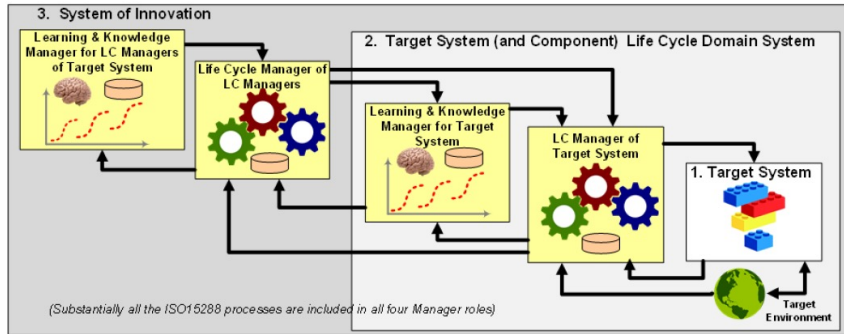 3. System of Innovation
Learning & Knowledge
Manager for LC Managers
of Target System
Life Cycle Manager of
LC Managers
2. Target System (and Component) Life Cycle Domain System
Learning & Knowledge
Manager for Target
System
LC Manager of
Target System
1. Target System
Target
Environment
(Substantially all the ISO15288 processes are included in all four Manager roles)